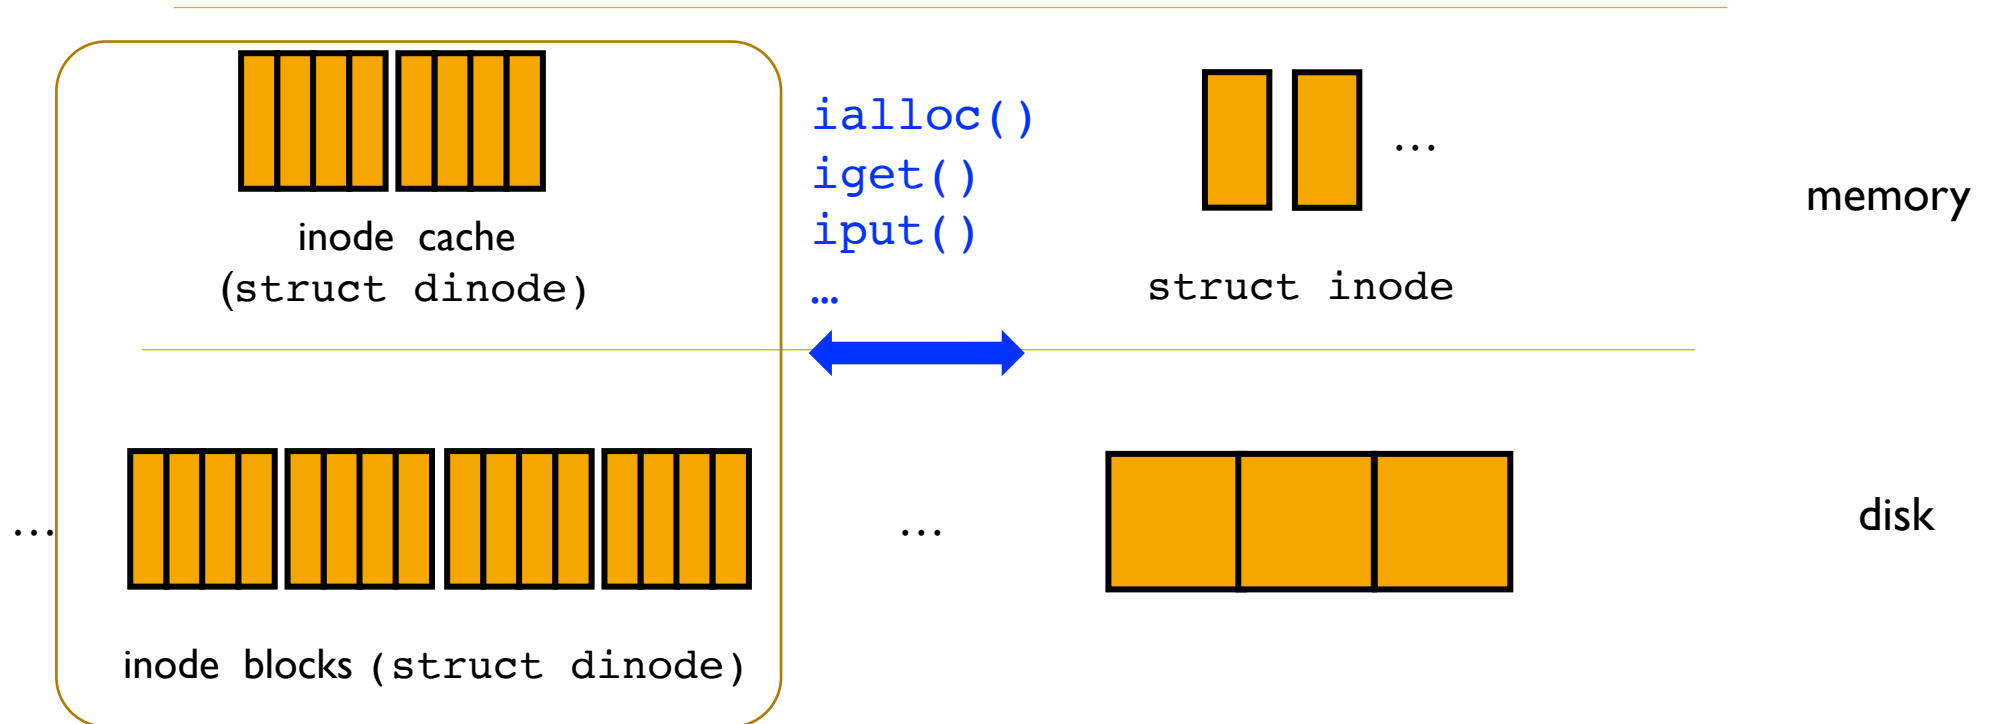 inode cache
(struct dinode)
ialloc()
iget()
iput()
…
…
struct inode
memory
…
…
disk
inode blocks (struct dinode)